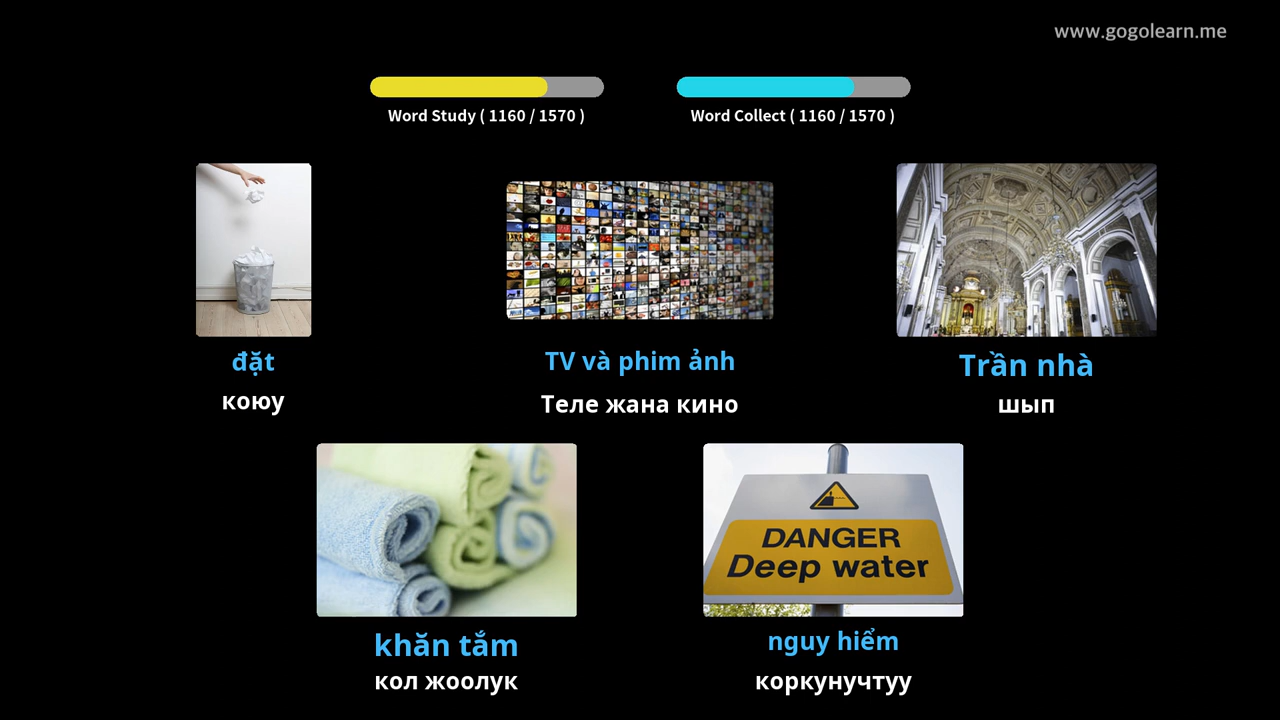 www.gogolearn.me
Word Study ( 1160 / 1570 )
Word Collect ( 1160 / 1570 )
đặt
коюу
TV và phim ảnh
Теле жана кино
Trần nhà
шып
khăn tắm
кол жоолук
DANGER
Deep water
nguy hiểm
коркунучтуу